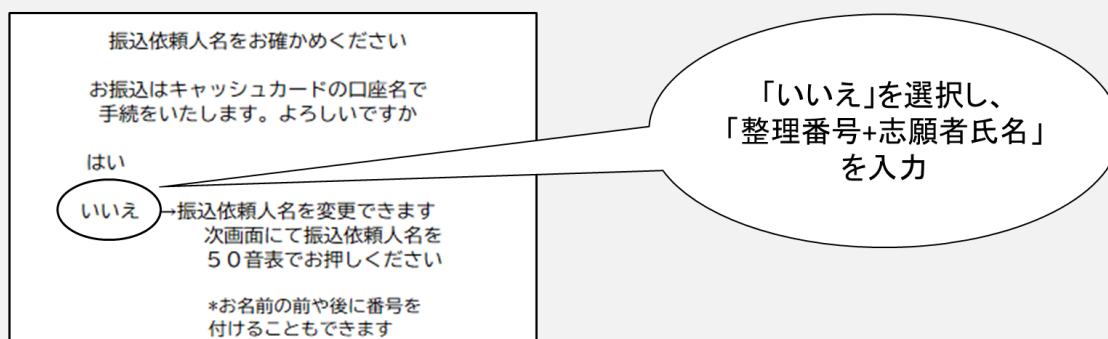 振込依頼人名をお確かめください
お振込はキャッシュカードの口座名で
手続をいたします。よろしいですか
はい
いいえ→振込依頼人名を変更できます
次画面にて振込依頼人名を
５０音表でお押しください
*お名前の前や後に番号を
付けることもできます
「いいえ」を選択し、
「整理番号+志願者氏名」
を入力